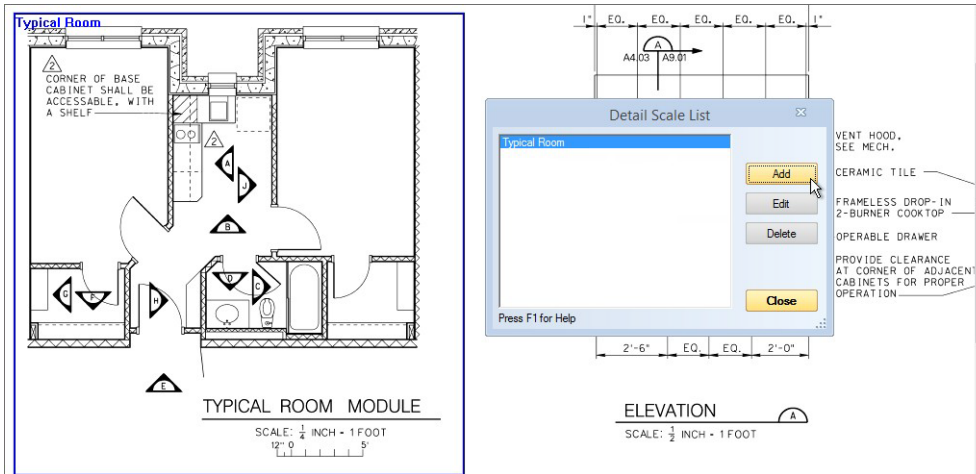 Typical Room
2
CORNER OF BASE
CABINET SHALL BE
ACCESSABLE, WITH
A SHELF
2
A
J
B
D
C
G
F
H
E
TYPICAL ROOM MODULE
SCALE: 1/4 INCH - 1 FOOT
12" 0 5'
1" EQ. EQ. EQ. EQ. EQ. 1"
A
A4.03 A9.01
Detail Scale List
Typical Room
Add
Edit
Delete
Close
Press F1 for Help
VENT HOOD,
SEE MECH.
CERAMIC TILE
FRAMELESS DROP-IN
2-BURNER COOKTOP
OPERABLE DRAWER
PROVIDE CLEARANCE
AT CORNER OF ADJACENT
CABINETS FOR PROPER
OPERATION
2'-6" EQ. EQ. 2'-0"
ELEVATION A
SCALE: 1/2 INCH - 1 FOOT